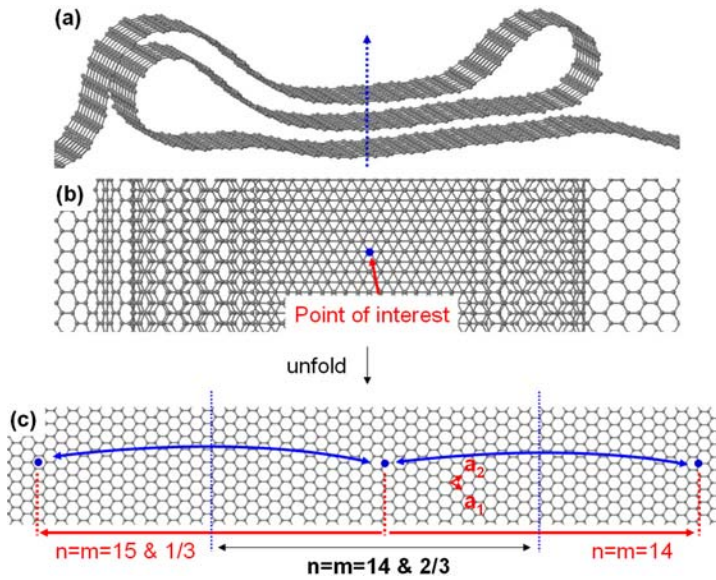 (a)
(b)
Point of interest
unfold
(c)
a₂
a₁
n=m=15 & 1/3
n=m=14
n=m=14 & 2/3